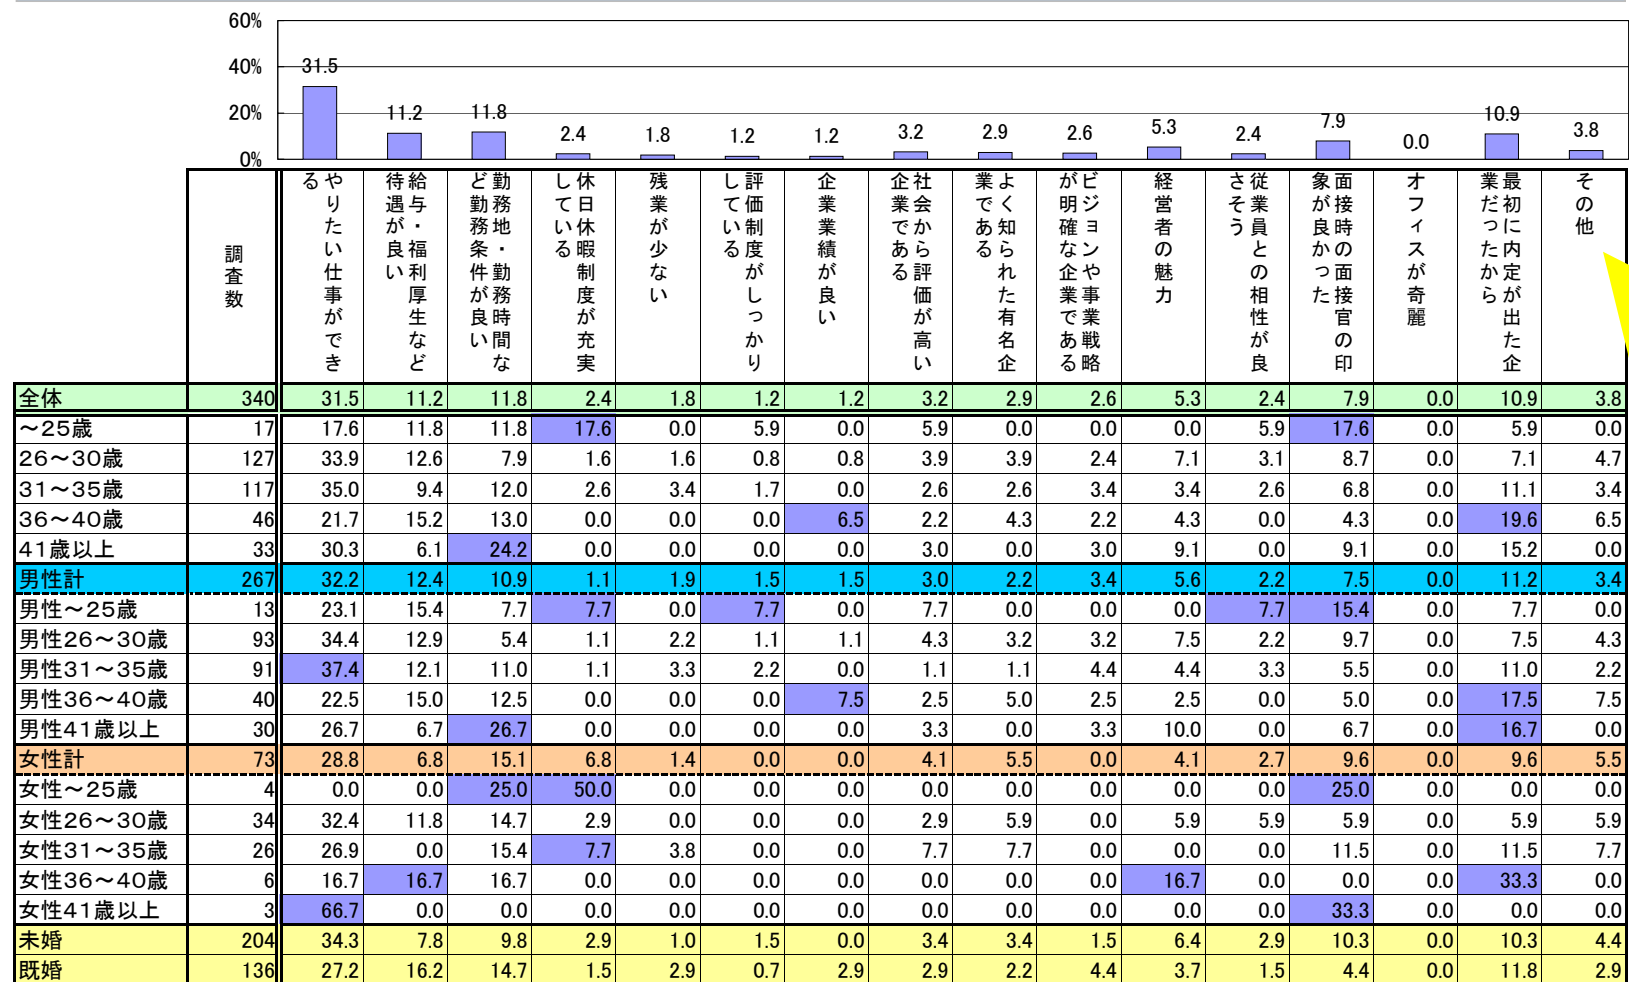 60%
40%
20%
0%
31.5 11.2 11.8 2.4 1.8 1.2 1.2 3.2 2.9 2.6 5.3 2.4 7.9 0.0 10.9 3.8
調査数
やりたい仕事ができ
る
給与・福利厚生など
待遇が良い
勤務地・勤務時間な
ど勤務条件が良い
休日休暇制度が充実
している
残業が少ない
評価制度がしっかり
している
企業業績が良い
社会から評価が高い
企業である
よく知られた有名企
業である
ビジョンや事業戦略
が明確な企業である
経営者の魅力
従業員との相性が良
さそう
面接時の面接官の印
象が良かった
オフィスが奇麗
最初に内定が出た企
業だったから
その他
全体 340 31.5 11.2 11.8 2.4 1.8 1.2 1.2 3.2 2.9 2.6 5.3 2.4 7.9 0.0 10.9 3.8
～25歳 17 17.6 11.8 11.8 17.6 0.0 5.9 0.0 5.9 0.0 0.0 0.0 5.9 17.6 0.0 5.9 0.0
26～30歳 127 33.9 12.6 7.9 1.6 1.6 0.8 0.8 3.9 3.9 2.4 7.1 3.1 8.7 0.0 7.1 4.7
31～35歳 117 35.0 9.4 12.0 2.6 3.4 1.7 0.0 2.6 2.6 3.4 3.4 2.6 6.8 0.0 11.1 3.4
36～40歳 46 21.7 15.2 13.0 0.0 0.0 0.0 6.5 2.2 4.3 2.2 4.3 0.0 4.3 0.0 19.6 6.5
41歳以上 33 30.3 6.1 24.2 0.0 0.0 0.0 0.0 3.0 0.0 3.0 9.1 0.0 9.1 0.0 15.2 0.0
男性計 267 32.2 12.4 10.9 1.1 1.9 1.5 1.5 3.0 2.2 3.4 5.6 2.2 7.5 0.0 11.2 3.4
男性～25歳 13 23.1 15.4 7.7 7.7 0.0 7.7 0.0 7.7 0.0 0.0 0.0 7.7 15.4 0.0 7.7 0.0
男性26～30歳 93 34.4 12.9 5.4 1.1 2.2 1.1 1.1 4.3 3.2 3.2 7.5 2.2 9.7 0.0 7.5 4.3
男性31～35歳 91 37.4 12.1 11.0 1.1 3.3 2.2 0.0 1.1 1.1 4.4 4.4 3.3 5.5 0.0 11.0 2.2
男性36～40歳 40 22.5 15.0 12.5 0.0 0.0 0.0 7.5 2.5 5.0 2.5 2.5 0.0 5.0 0.0 17.5 7.5
男性41歳以上 30 26.7 6.7 26.7 0.0 0.0 0.0 0.0 3.3 0.0 3.3 10.0 0.0 6.7 0.0 16.7 0.0
女性計 73 28.8 6.8 15.1 6.8 1.4 0.0 0.0 4.1 5.5 0.0 4.1 2.7 9.6 0.0 9.6 5.5
女性～25歳 4 0.0 0.0 25.0 50.0 0.0 0.0 0.0 0.0 0.0 0.0 0.0 0.0 25.0 0.0 0.0 0.0
女性26～30歳 34 32.4 11.8 14.7 2.9 0.0 0.0 0.0 2.9 5.9 0.0 5.9 5.9 5.9 0.0 5.9 5.9
女性31～35歳 26 26.9 0.0 15.4 7.7 3.8 0.0 0.0 7.7 7.7 0.0 0.0 0.0 11.5 0.0 11.5 7.7
女性36～40歳 6 16.7 16.7 16.7 0.0 0.0 0.0 0.0 0.0 0.0 0.0 16.7 0.0 0.0 0.0 33.3 0.0
女性41歳以上 3 66.7 0.0 0.0 0.0 0.0 0.0 0.0 0.0 0.0 0.0 0.0 0.0 33.3 0.0 0.0 0.0
未婚 204 34.3 7.8 9.8 2.9 1.0 1.5 0.0 3.4 3.4 1.5 6.4 2.9 10.3 0.0 10.3 4.4
既婚 136 27.2 16.2 14.7 1.5 2.9 0.7 2.9 2.9 2.2 4.4 3.7 1.5 4.4 0.0 11.8 2.9